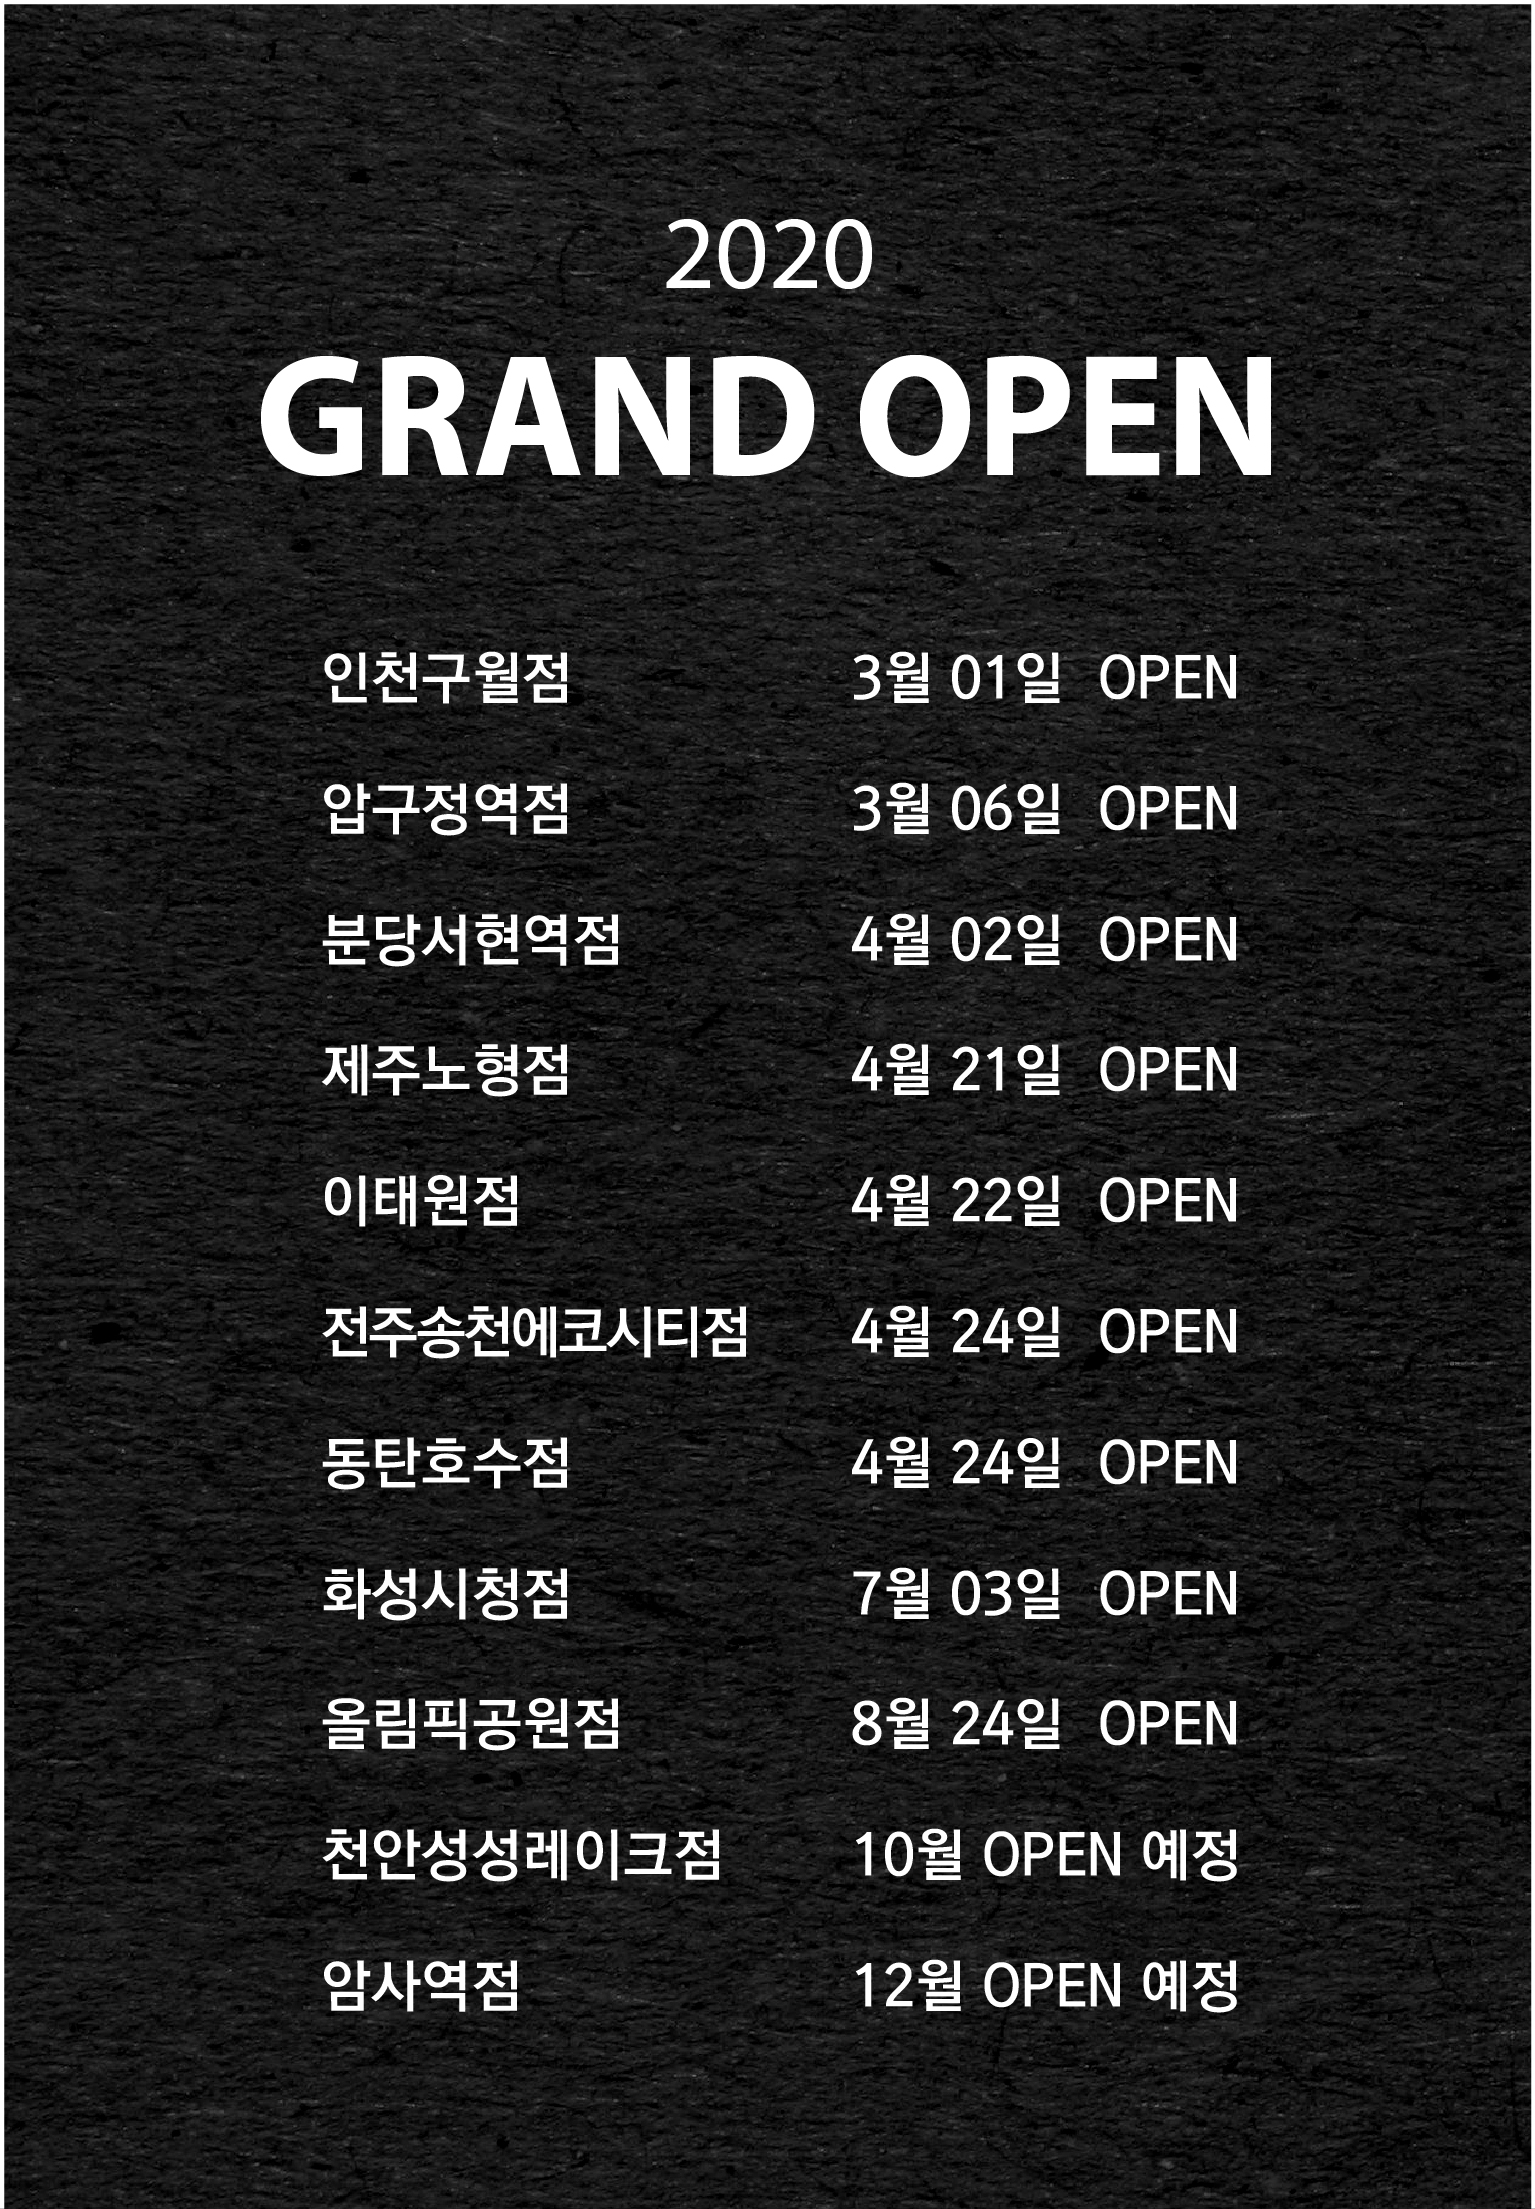 2020
GRAND OPEN
인천구월점 3월 01일 OPEN
압구정역점 3월 06일 OPEN
분당서현역점 4월 02일 OPEN
제주노형점 4월 21일 OPEN
이태원점 4월 22일 OPEN
전주송천에코시티점 4월 24일 OPEN
동탄호수점 4월 24일 OPEN
화성시청점 7월 03일 OPEN
올림픽공원점 8월 24일 OPEN
천안성성레이크점 10월 OPEN 예정
암사역점 12월 OPEN 예정